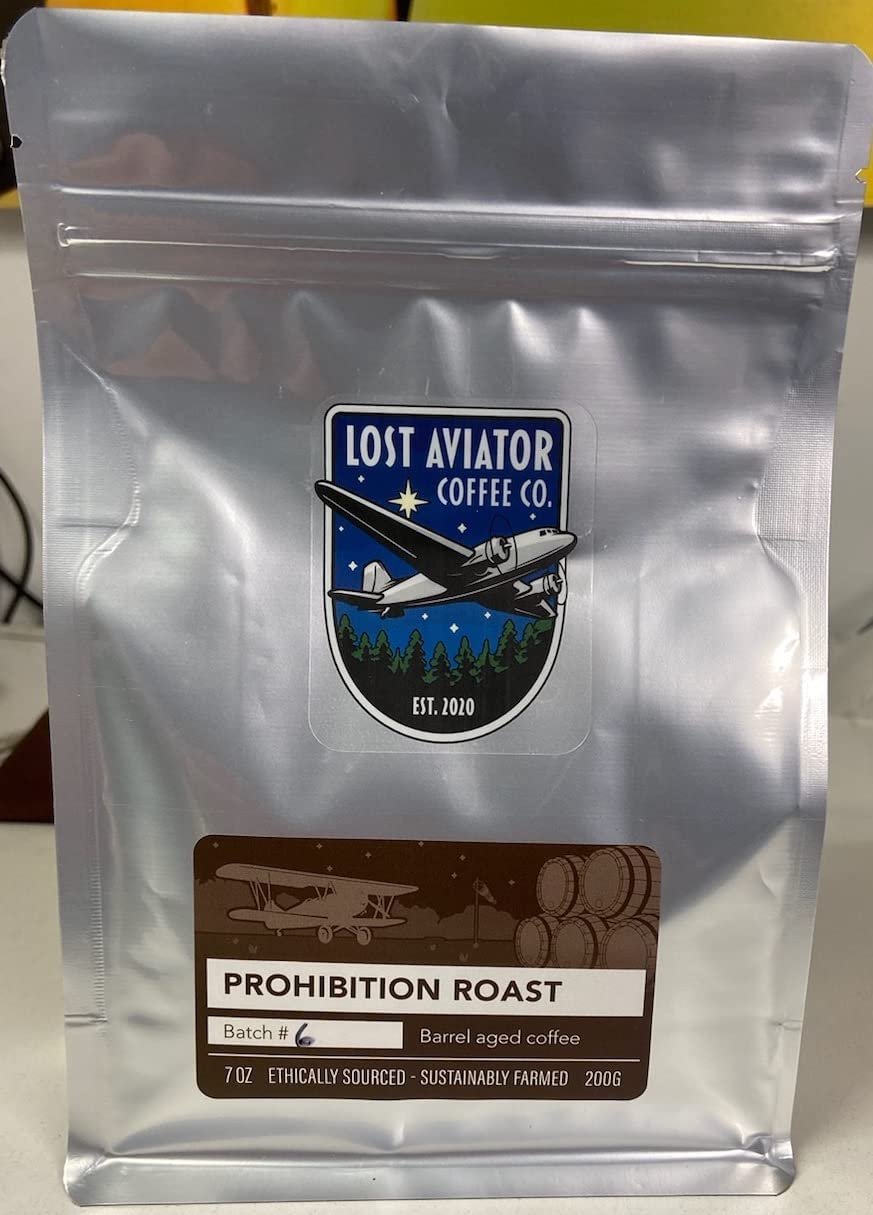 LOST AVIATOR
COFFEE CO.
EST. 2020
PROHIBITION ROAST
Batch # 6
Barrel aged coffee
7 OZ ETHICALLY SOURCED - SUSTAINABLY FARMED 200G